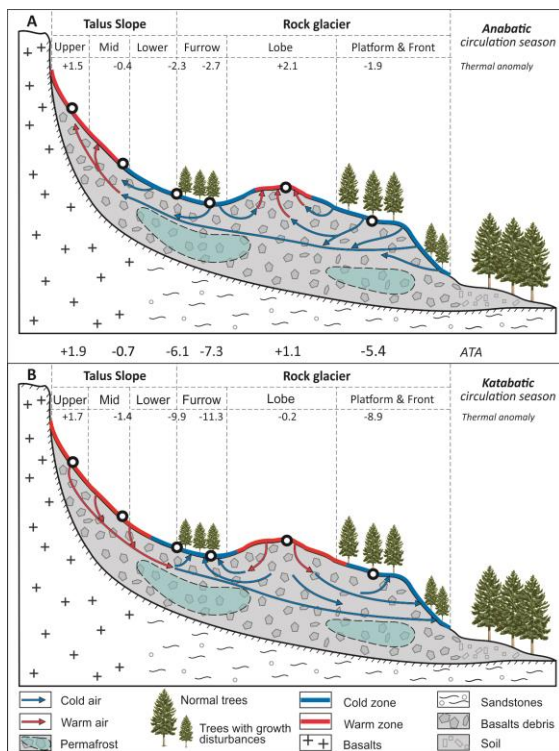 A
Talus Slope Rock glacier Anabatic
circulation season
Upper Mid Lower Furrow Lobe Platform & Front
+1.5 -0.4 -2.3 -2.7 +2.1 -1.9 Thermal anomaly
+1.9 -0.7 -6.1 -7.3 +1.1 -5.4 ATA
B
Talus Slope Rock glacier Katabatic
circulation season
Upper Mid Lower Furrow Lobe Platform & Front
+1.7 -1.4 -9.9 -11.3 -0.2 -8.9 Thermal anomaly
Cold air Normal trees Cold zone Sandstones
Warm air Trees with growth disturbances Warm zone Basalts debris
Permafrost Basalts Soil